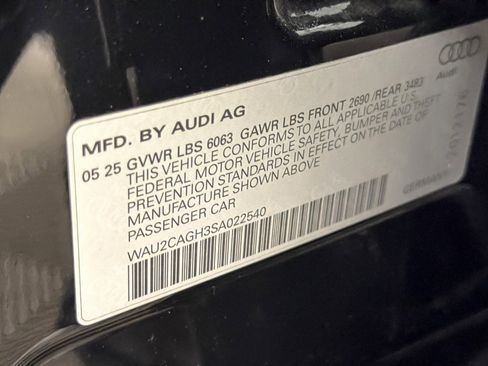 Audi
MFD. BY AUDI AG
05 25 GVWR LBS 6063 GAWR LBS FRONT 2690 /REAR 3483
THIS VEHICLE CONFORMS TO ALL APPLICABLE U.S.
FEDERAL MOTOR VEHICLE SAFETY, BUMPER AND THEFT
PREVENTION STANDARDS IN EFFECT ON THE DATE OF
MANUFACTURE SHOWN ABOVE
PASSENGER CAR
GERMANY
WAU2CAGH3SA022540